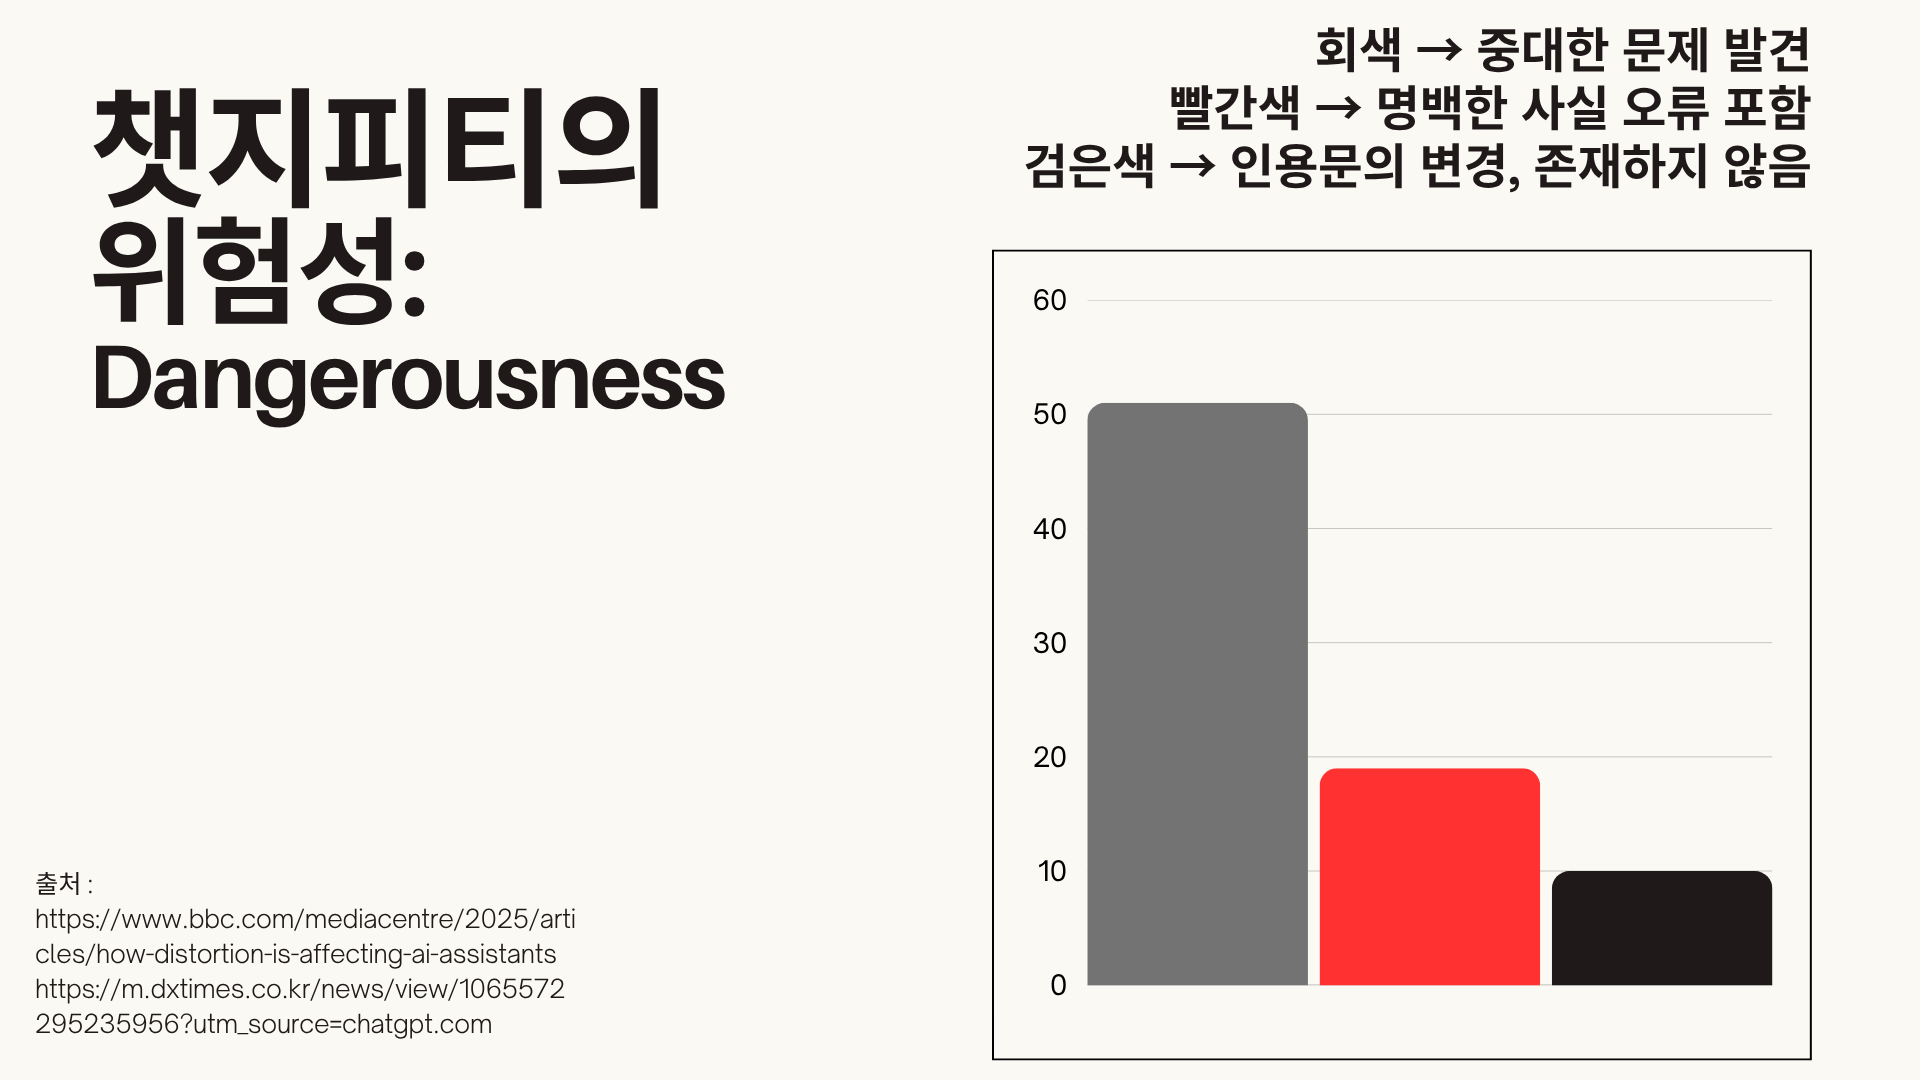 챗지피티의
위험성:
Dangerousness
회색 → 중대한 문제 발견
빨간색 → 명백한 사실 오류 포함
검은색 → 인용문의 변경, 존재하지 않음
60
50
40
30
20
10
0
출처 :
https://www.bbc.com/mediacentre/2025/arti
cles/how-distortion-is-affecting-ai-assistants
https://m.dxtimes.co.kr/news/view/1065572
295235956?utm_source=chatgpt.com